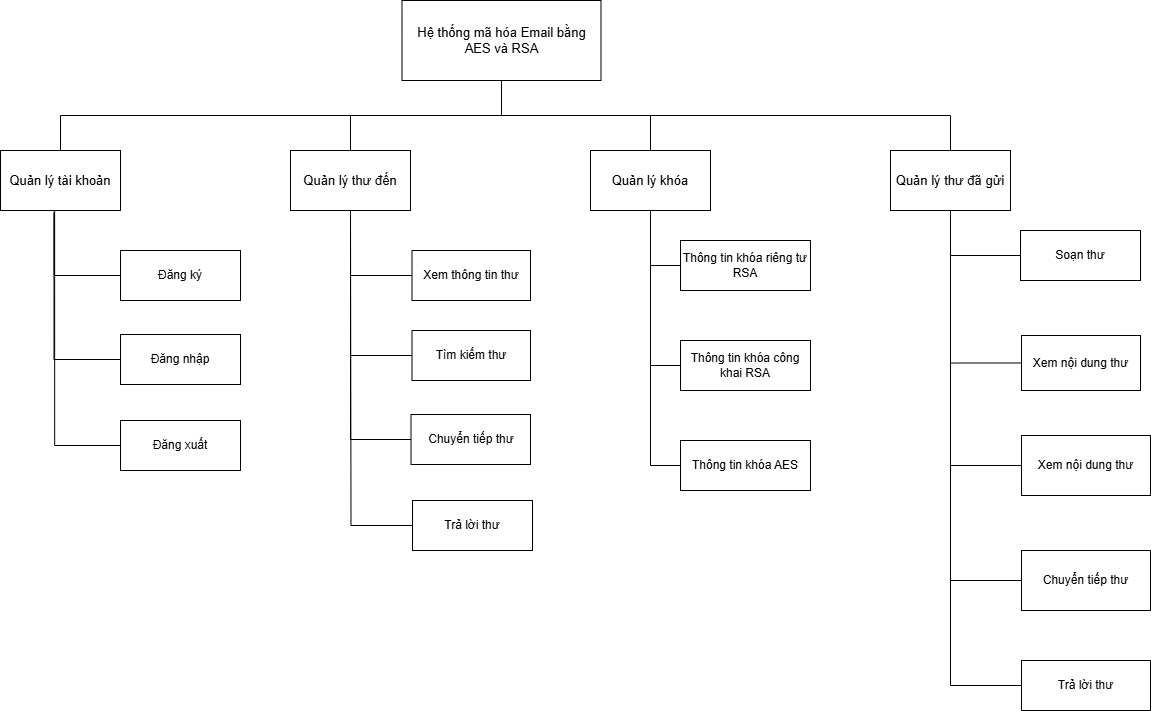 Hệ thống mã hóa Email bằng
AES và RSA
Quản lý tài khoản
Quản lý thư đến
Quản lý khóa
Quản lý thư đã gửi
Đăng ký
Đăng nhập
Đăng xuất
Xem thông tin thư
Tìm kiếm thư
Chuyển tiếp thư
Trả lời thư
Thông tin khóa riêng tư
RSA
Thông tin khóa công
khai RSA
Thông tin khóa AES
Soạn thư
Xem nội dung thư
Xem nội dung thư
Chuyển tiếp thư
Trả lời thư